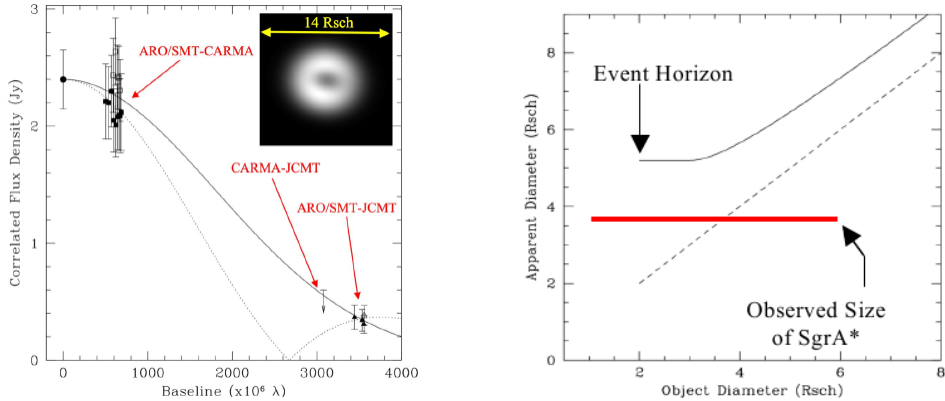 14 Rsch
ARO/SMT-CARMA
CARMA-JCMT
ARO/SMT-JCMT
Correlated Flux Density (Jy)
3
2
1
0
0
1000
2000
3000
4000
Baseline (x10⁶ λ)
Event Horizon
Observed Size
of SgrA*
Apparent Diameter (Rsch)
8
6
4
2
2
4
6
8
Object Diameter (Rsch)